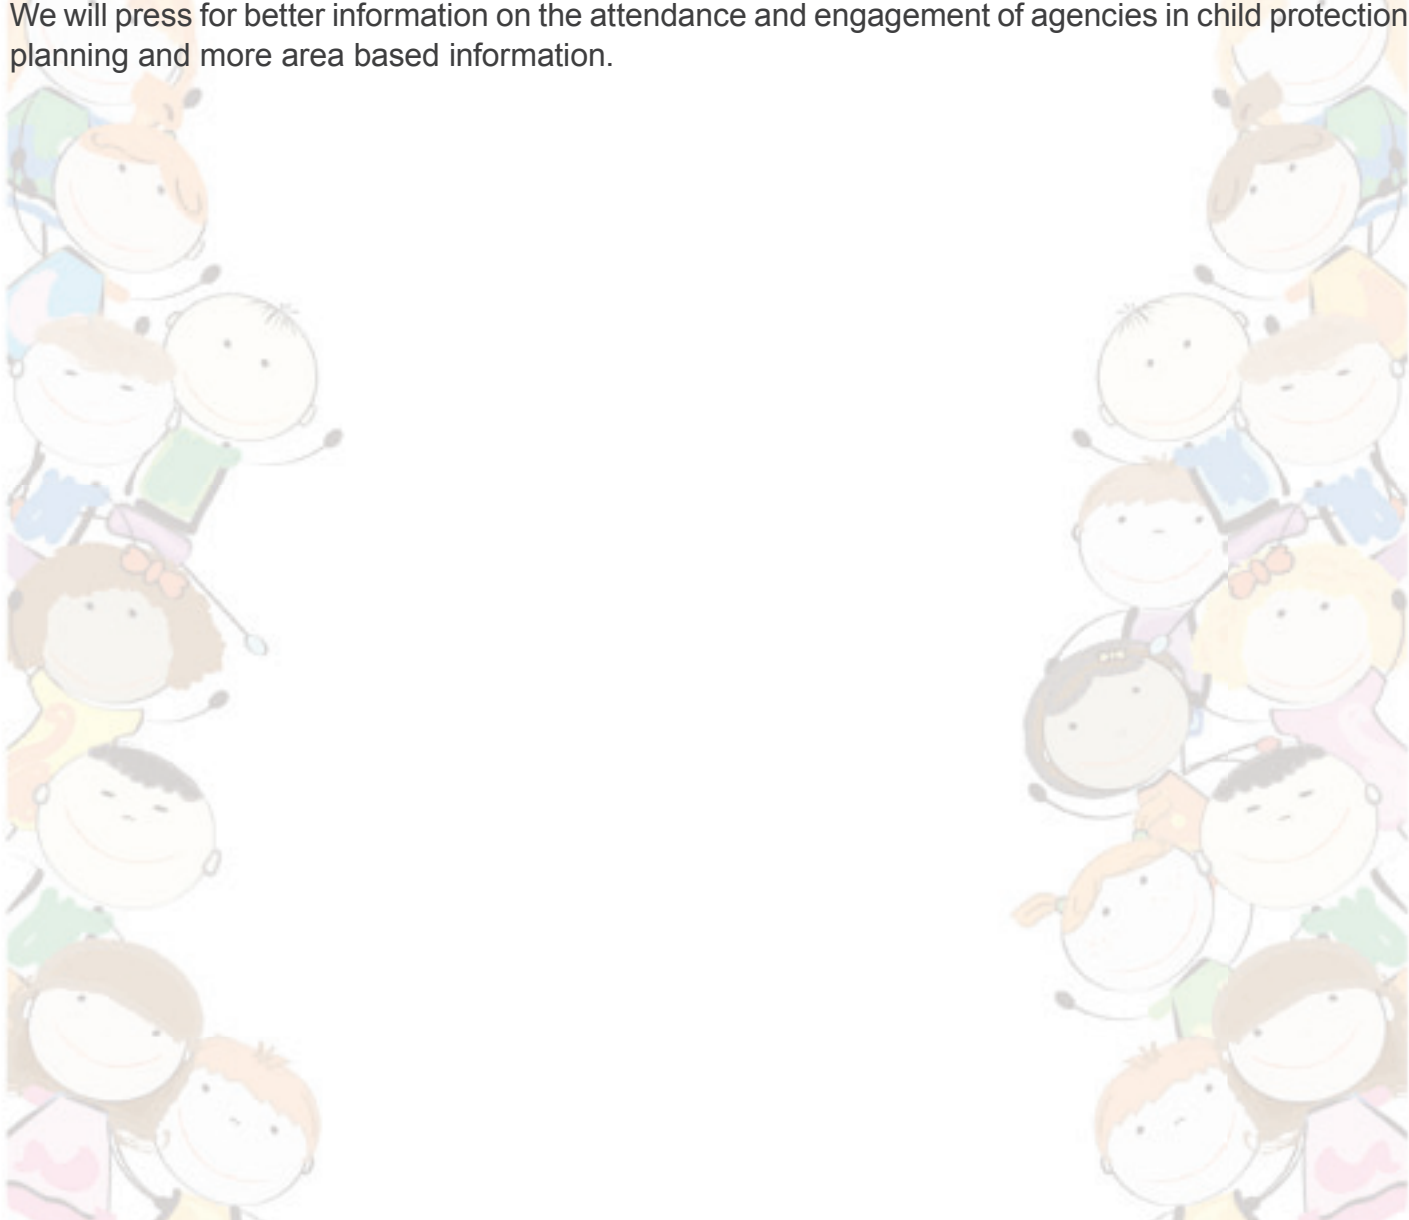 We will press for better information on the attendance and engagement of agencies in child protection
planning and more area based information.